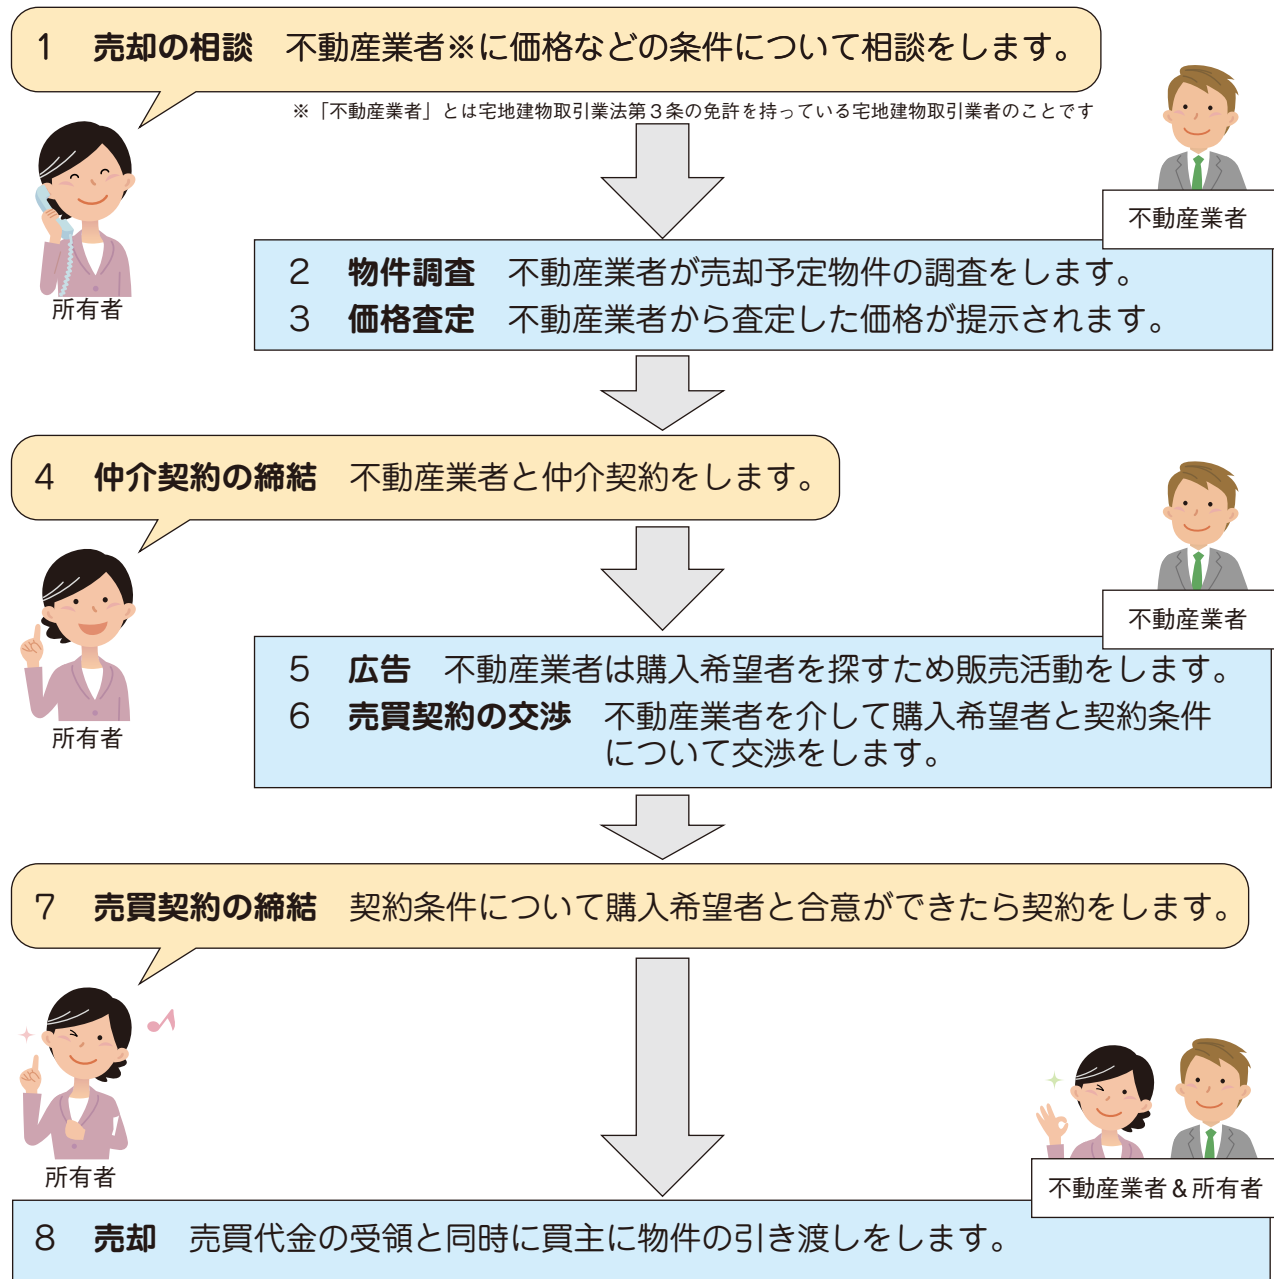 1 売却の相談 不動産業者※に価格などの条件について相談をします。
※「不動産業者」とは宅地建物取引業法第3条の免許を持っている宅地建物取引業者のことです
不動産業者
所有者
2 物件調査 不動産業者が売却予定物件の調査をします。
3 価格査定 不動産業者から査定した価格が提示されます。
4 仲介契約の締結 不動産業者と仲介契約をします。
不動産業者
所有者
5 広告 不動産業者は購入希望者を探すため販売活動をします。
6 売買契約の交渉 不動産業者を介して購入希望者と契約条件
について交渉をします。
7 売買契約の締結 契約条件について購入希望者と合意ができたら契約をします。
所有者
不動産業者&所有者
8 売却 売買代金の受領と同時に買主に物件の引き渡しをします。